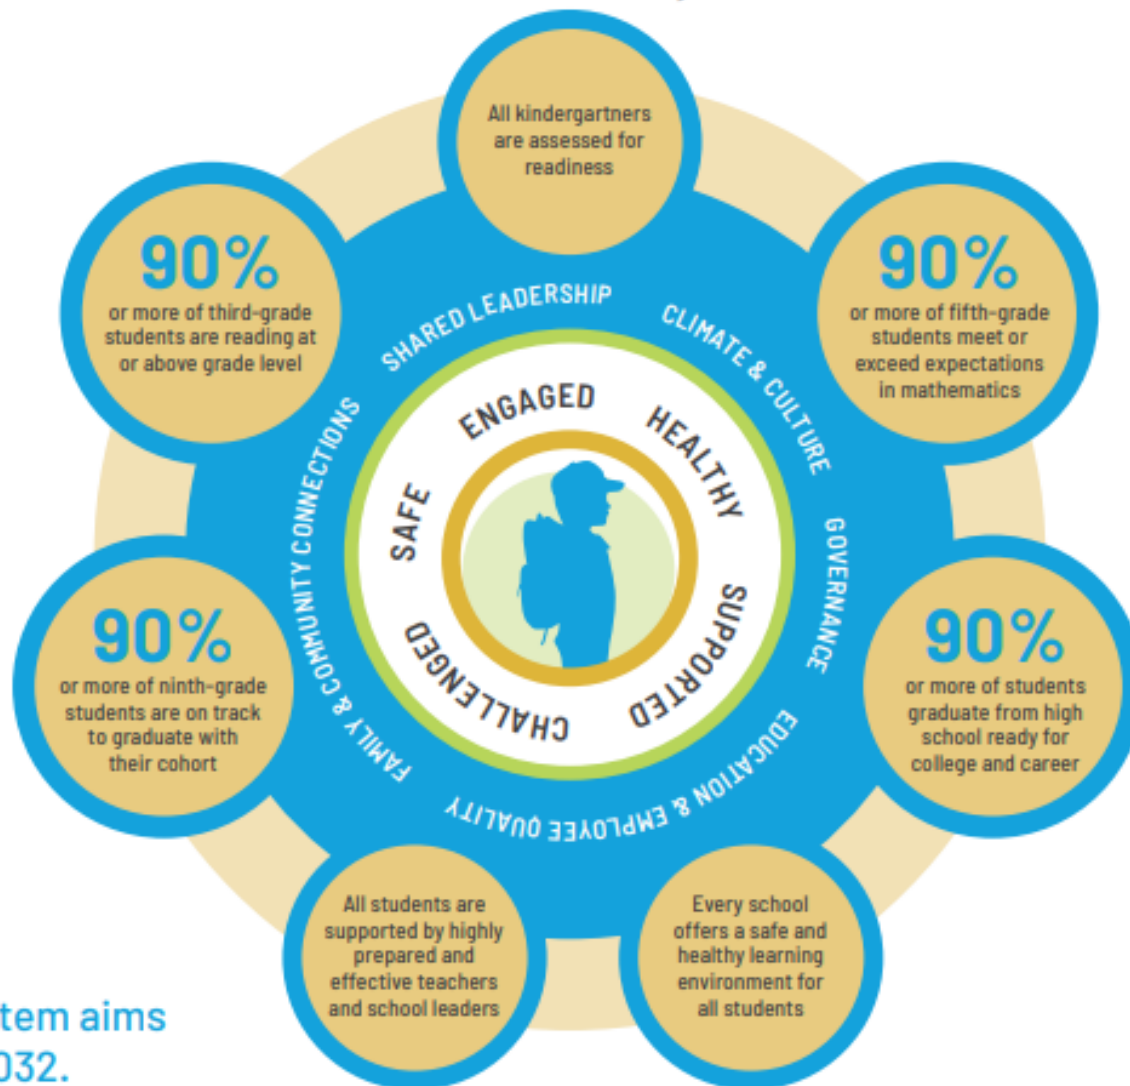 All kindergartners
are assessed for
readiness
90%
or more of third-grade
students are reading at
or above grade level
90%
or more of fifth-grade
students meet or
exceed expectations
in mathematics
SHARED LEADERSHIP
CLIMATE & CULTURE
GOVERNANCE
EDUCATION & EMPLOYEE QUALITY
FAMILY & COMMUNITY CONNECTIONS
ENGAGED
HEALTHY
SUPPORTED
CHALLENGED
SAFE
90%
or more of ninth-grade
students are on track
to graduate with
their cohort
90%
or more of students
graduate from high
school ready for
college and career
All students are
supported by highly
prepared and
effective teachers
and school leaders
Every school
offers a safe and
healthy learning
environment for
all students
tem aims
032.